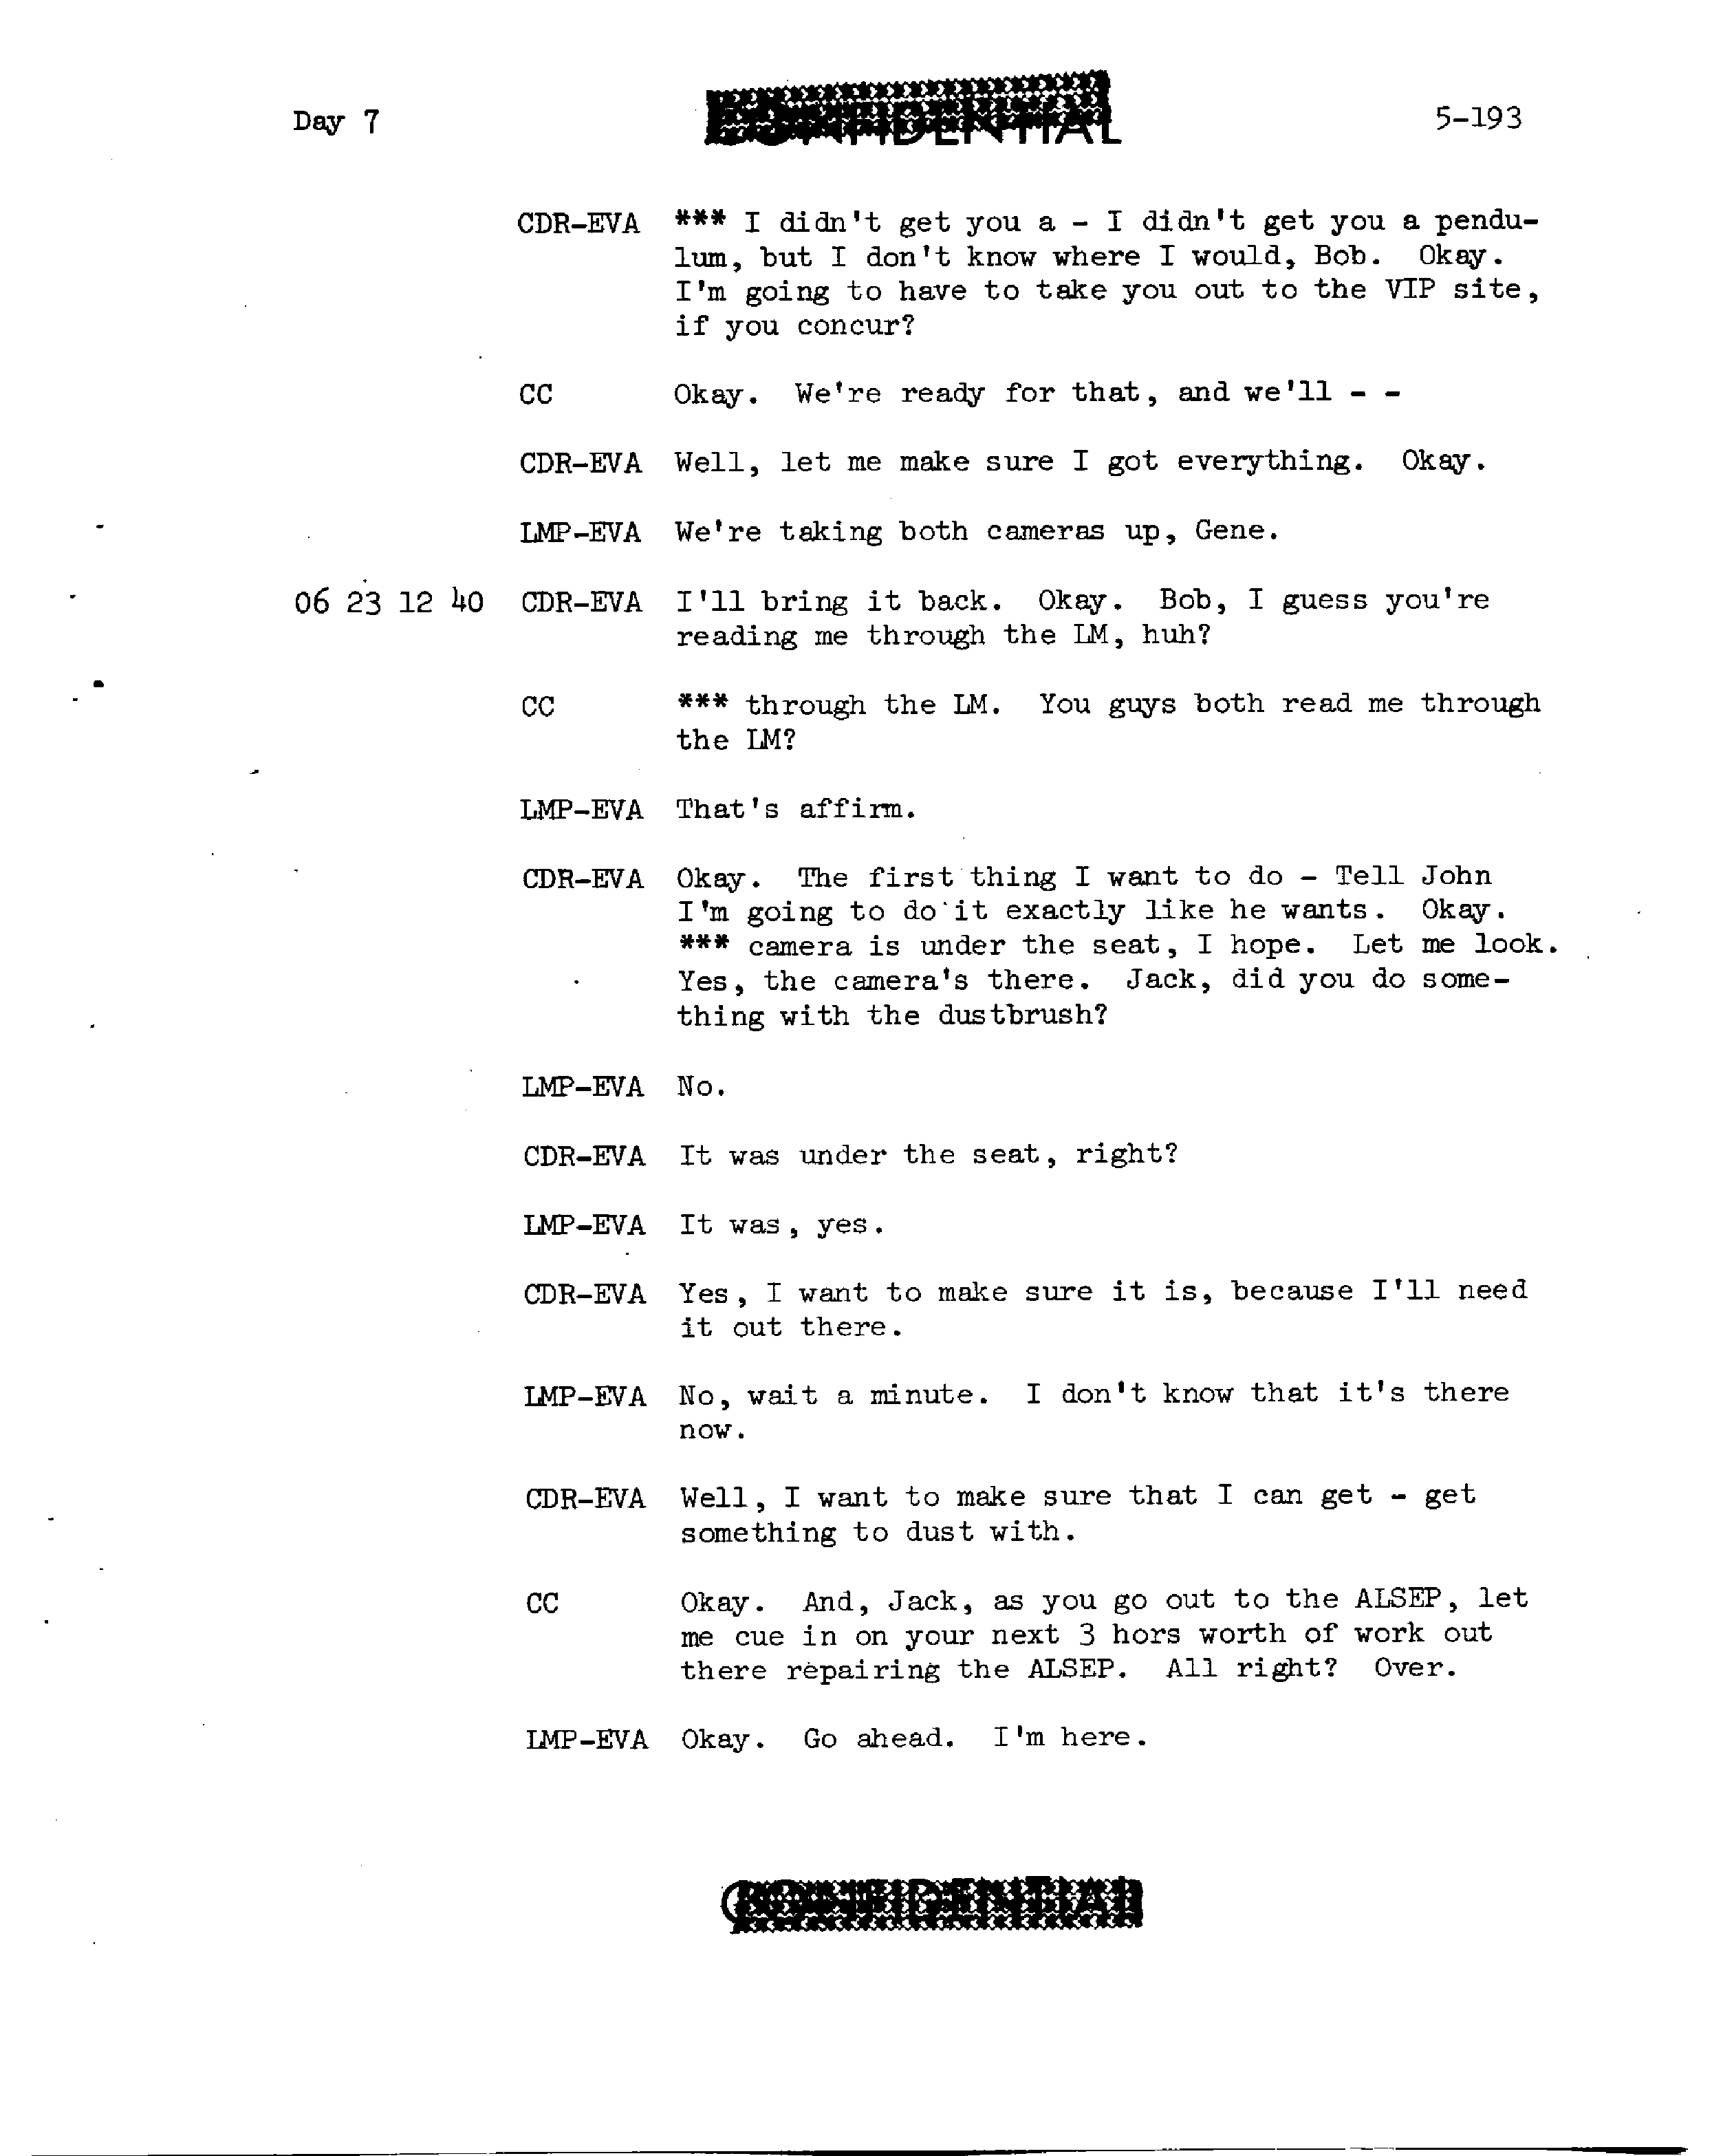 Day 7
CONFIDENTIAL
5-193
CDR-EVA *** I didn't get you a - I didn't get you a pendu-
lum, but I don't know where I would, Bob. Okay.
I'm going to have to take you out to the VIP site,
if you concur?
CC Okay. We're ready for that, and we'll - -
CDR-EVA Well, let me make sure I got everything. Okay.
LMP-EVA We're taking both cameras up, Gene.
06 23 12 40 CDR-EVA I'll bring it back. Okay. Bob, I guess you're
reading me through the LM, huh?
CC *** through the LM. You guys both read me through
the LM?
LMP-EVA That's affirm.
CDR-EVA Okay. The first thing I want to do - Tell John
I'm going to do it exactly like he wants. Okay.
*** camera is under the seat, I hope. Let me look.
Yes, the camera's there. Jack, did you do some-
thing with the dustbrush?
LMP-EVA No.
CDR-EVA It was under the seat, right?
LMP-EVA It was, yes.
CDR-EVA Yes, I want to make sure it is, because I'll need
it out there.
LMP-EVA No, wait a minute. I don't know that it's there
now.
CDR-EVA Well, I want to make sure that I can get - get
something to dust with.
CC Okay. And, Jack, as you go out to the ALSEP, let
me cue in on your next 3 hors worth of work out
there repairing the ALSEP. All right? Over.
LMP-EVA Okay. Go ahead. I'm here.
CONFIDENTIAL